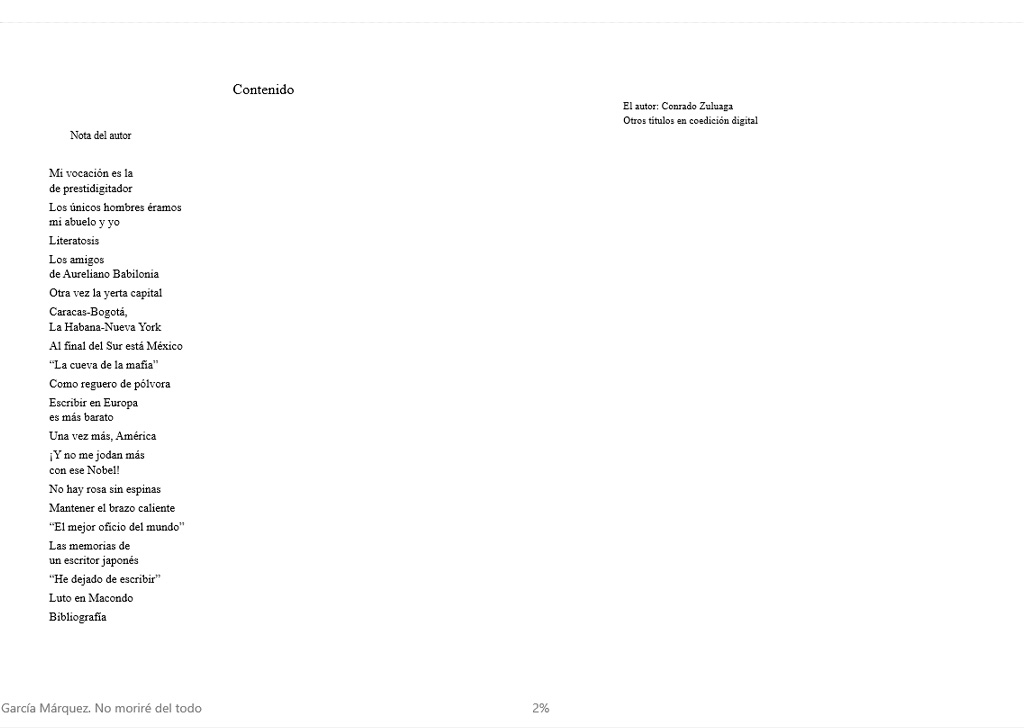 Contenido
Nota del autor
Mi vocación es la
de prestidigitador
Los únicos hombres éramos
mi abuelo y yo
Literatosis
Los amigos
de Aureliano Babilonia
Otra vez la yerta capital
Caracas-Bogotá,
La Habana-Nueva York
Al final del Sur está México
“La cueva de la mafia”
Como reguero de pólvora
Escribir en Europa
es más barato
Una vez más, América
¡Y no me jodan más
con ese Nobel!
No hay rosa sin espinas
Mantener el brazo caliente
“El mejor oficio del mundo”
Las memorias de
un escritor japonés
“He dejado de escribir”
Luto en Macondo
Bibliografía
El autor: Conrado Zuluaga
Otros títulos en coedición digital
García Márquez. No moriré del todo
2%